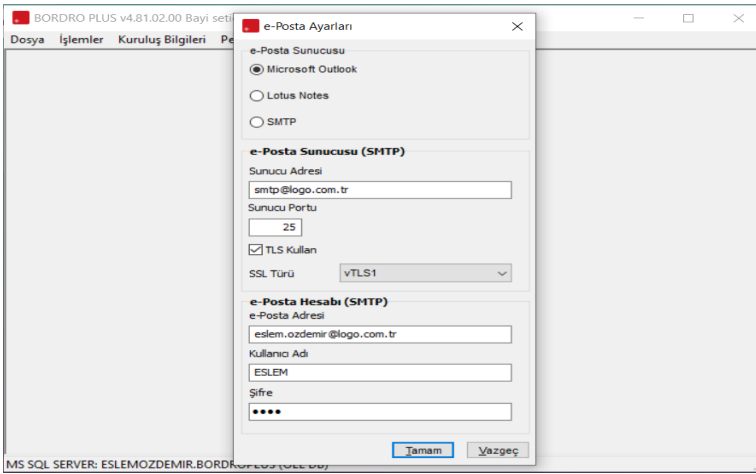 BORDRO PLUS v4.81.02.00 Bayi seti
e-Posta Ayarları
Dosya İşlemler Kuruluş Bilgileri Pe
e-Posta Sunucusu
Microsoft Outlook
Lotus Notes
SMTP
e-Posta Sunucusu (SMTP)
Sunucu Adresi
smtp@logo.com.tr
Sunucu Portu
25
TLS Kullan
SSL Türü vTLS1
e-Posta Hesabı (SMTP)
e-Posta Adresi
eslem.ozdemir@logo.com.tr
Kullanıcı Adı
ESLEM
Şifre
●●●●
Tamam Vazgeç
MS SQL SERVER: ESLEMOZDEMIR.BORDROPLUS (OLE DB)